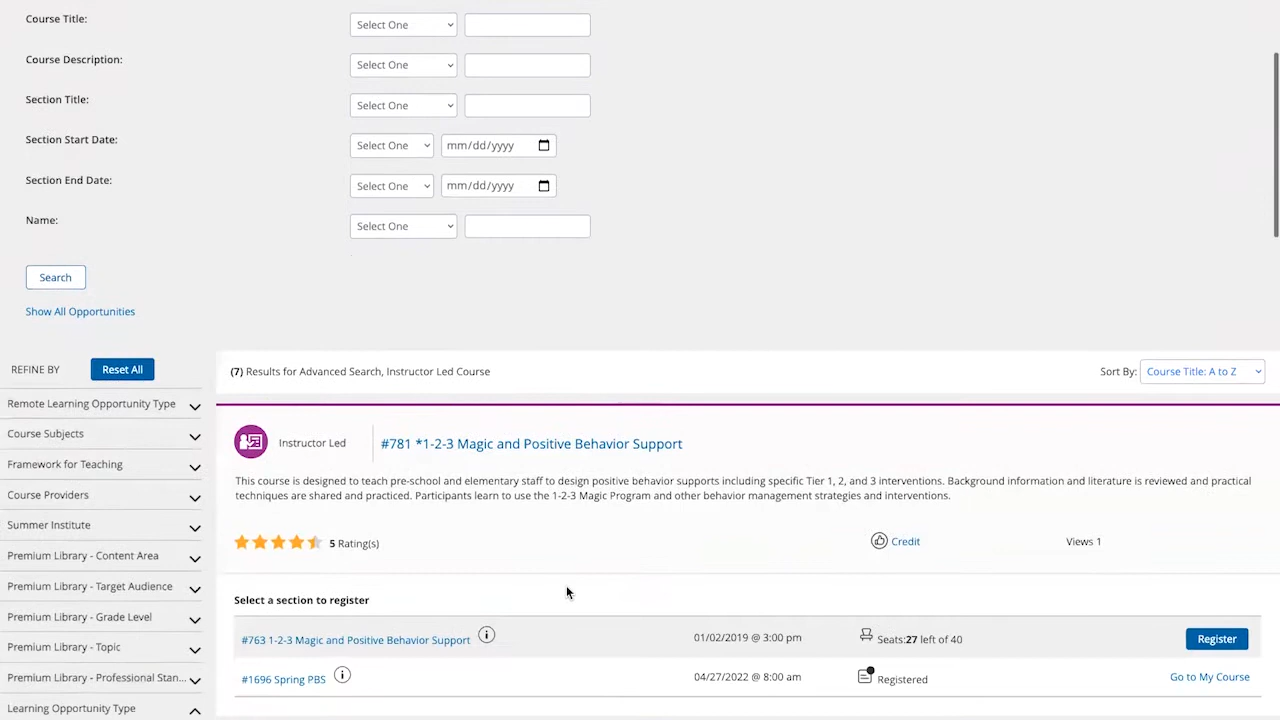 Course Title:
Select One
Course Description:
Select One
Section Title:
Select One
Section Start Date:
Select One
mm/dd/yyyy
Section End Date:
Select One
mm/dd/yyyy
Name:
Select One
Search
Show All Opportunities
REFINE BY
Reset All
Remote Learning Opportunity Type
Course Subjects
Framework for Teaching
Course Providers
Summer Institute
Premium Library - Content Area
Premium Library - Target Audience
Premium Library - Grade Level
Premium Library - Topic
Premium Library - Professional Stan...
Learning Opportunity Type
(7) Results for Advanced Search, Instructor Led Course
Sort By:
Course Title: A to Z
Instructor Led
#781 *1-2-3 Magic and Positive Behavior Support
This course is designed to teach pre-school and elementary staff to design positive behavior supports including specific Tier 1, 2, and 3 interventions. Background information and literature is reviewed and practical
techniques are shared and practiced. Participants learn to use the 1-2-3 Magic Program and other behavior management strategies and interventions.
5 Rating(s)
Credit
Views 1
Select a section to register
#763 1-2-3 Magic and Positive Behavior Support
01/02/2019 @ 3:00 pm
Seats:27 left of 40
Register
#1696 Spring PBS
04/27/2022 @ 8:00 am
Registered
Go to My Course